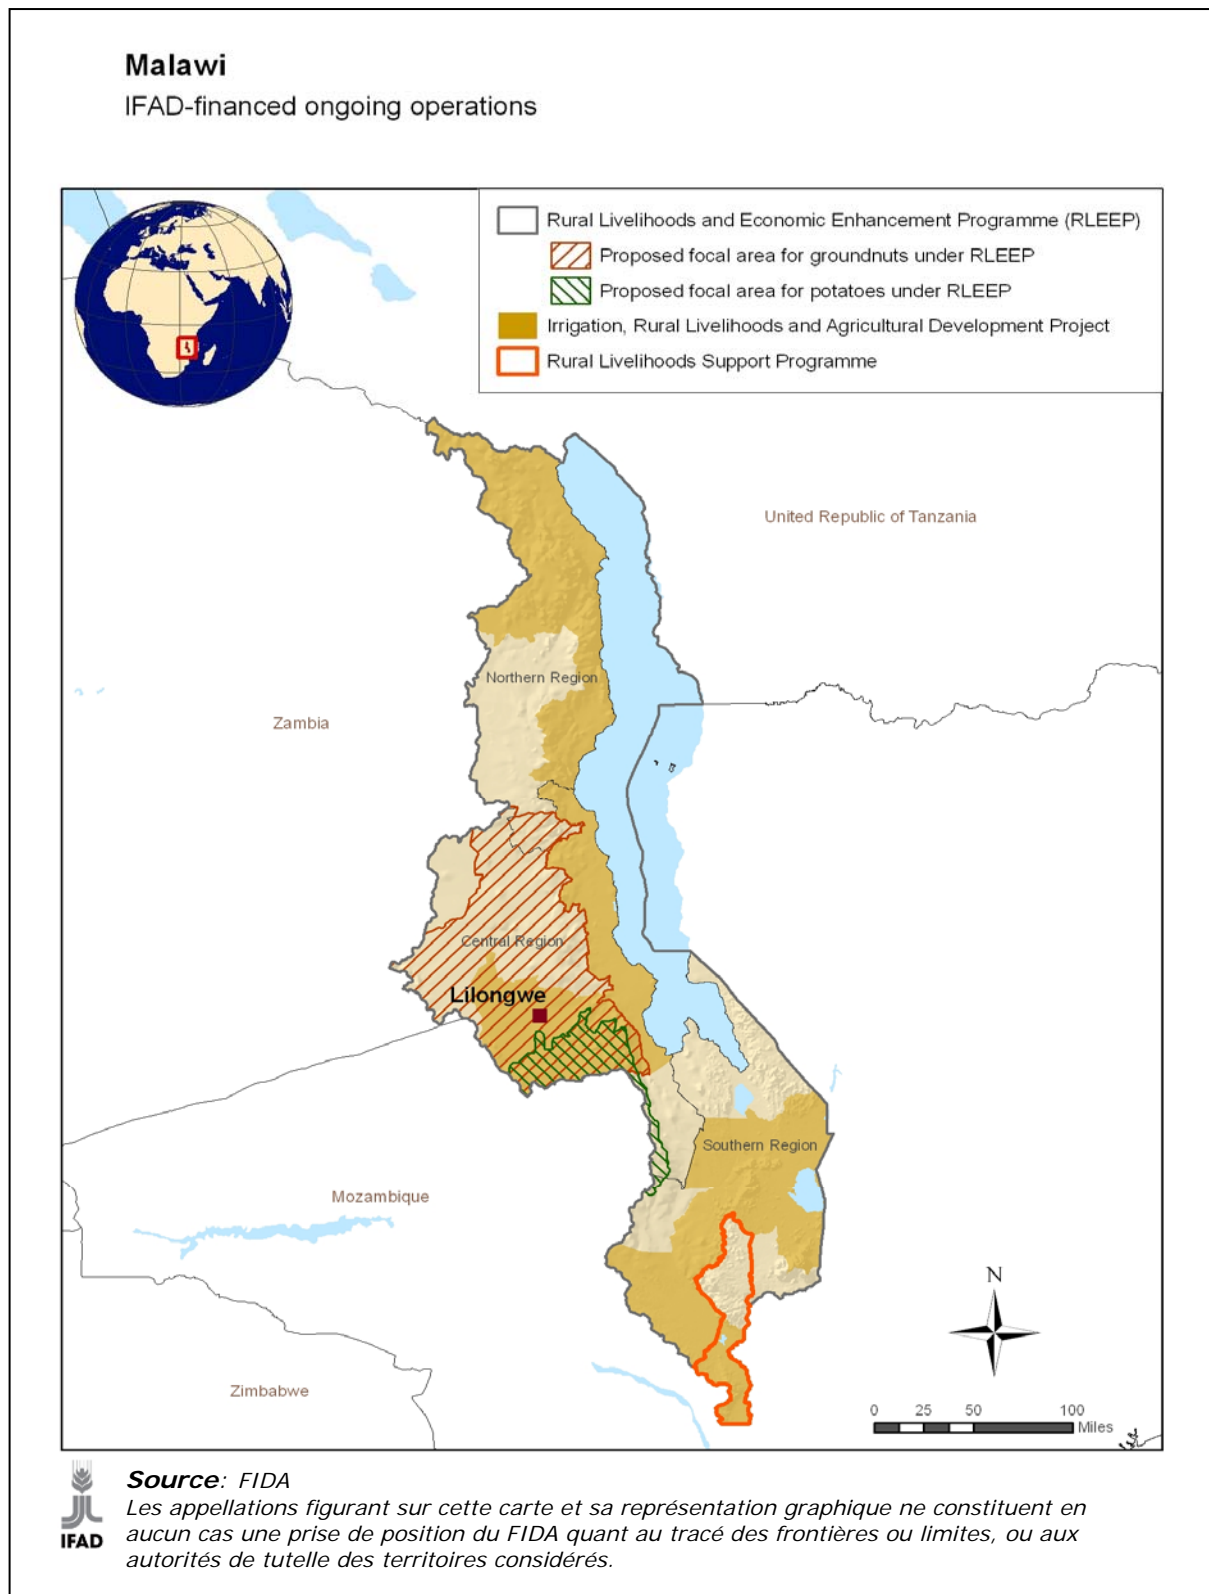 Malawi
IFAD-financed ongoing operations
Rural Livelihoods and Economic Enhancement Programme (RLEEP)
Proposed focal area for groundnuts under RLEEP
Proposed focal area for potatoes under RLEEP
Irrigation, Rural Livelihoods and Agricultural Development Project
Rural Livelihoods Support Programme
United Republic of Tanzania
Northern Region
Zambia
Central Region
Lilongwe
Southern Region
Mozambique
N
Zimbabwe
0 25 50 100
Miles
IFAD
Source: FIDA
Les appellations figurant sur cette carte et sa représentation graphique ne constituent en
aucun cas une prise de position du FIDA quant au tracé des frontières ou limites, ou aux
autorités de tutelle des territoires considérés.